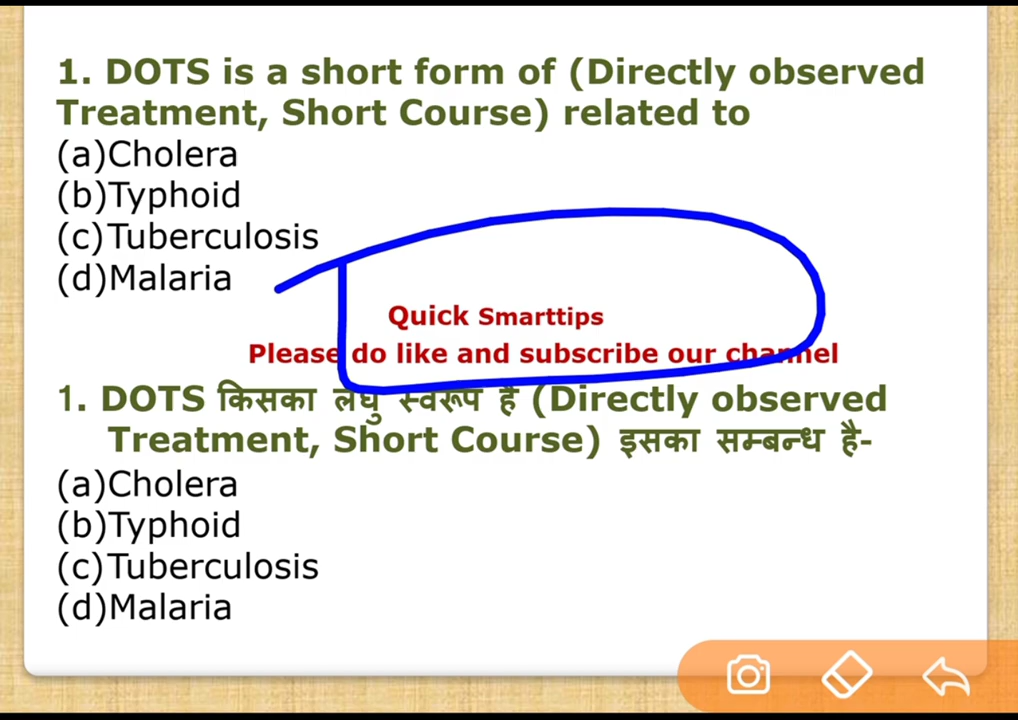 1. DOTS is a short form of (Directly observed
Treatment, Short Course) related to
(a)Cholera
(b)Typhoid
(c)Tuberculosis
(d)Malaria
Quick Smarttips
Please do like and subscribe our channel
1. DOTS किसका लघु स्वरूप है (Directly observed
Treatment, Short Course) इसका सम्बन्ध है-
(a)Cholera
(b)Typhoid
(c)Tuberculosis
(d)Malaria